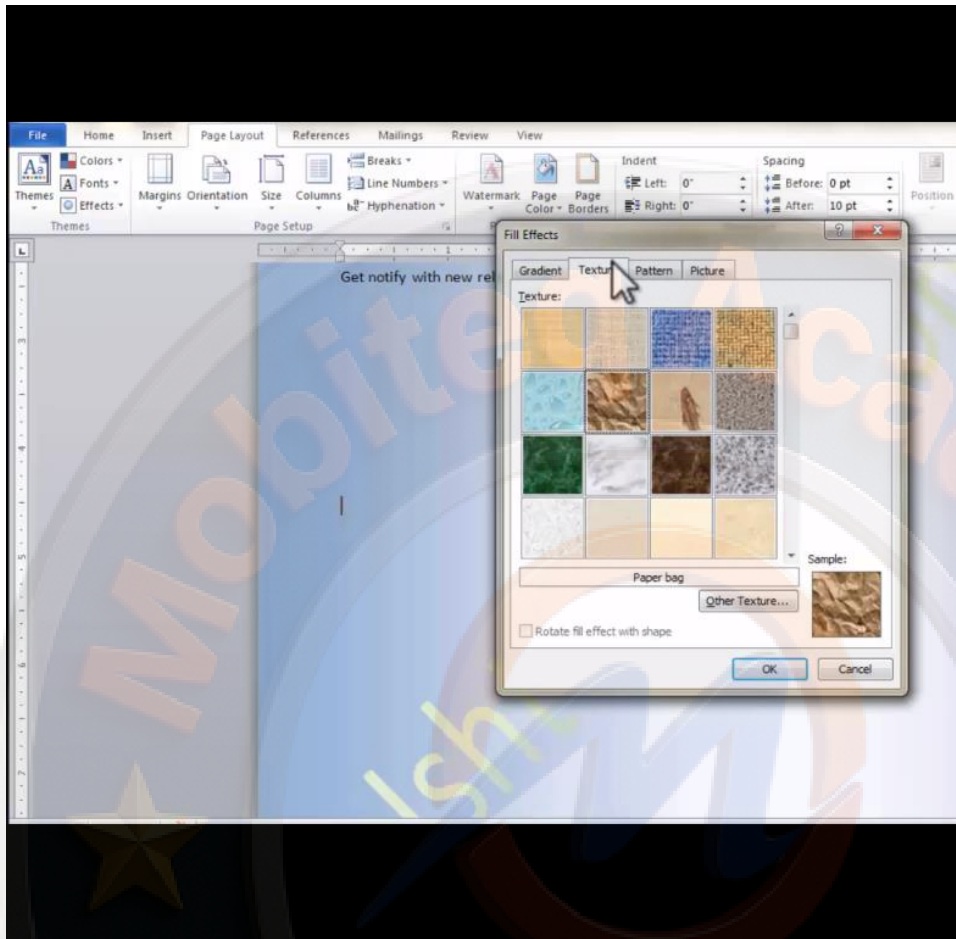 File Home Insert Page Layout References Mailings Review View
Themes
Colors
Fonts
Effects
Themes
Margins
Orientation
Size
Columns
Breaks
Line Numbers
Hyphenation
Page Setup
Watermark
Page Color
Page Borders
Indent
Left: 0"
Right: 0"
Spacing
Before: 0 pt
After: 10 pt
Position
Get notify with new rel
Fill Effects
Gradient Texture Pattern Picture
Texture:
Paper bag
Other Texture...
Sample:
Rotate fill effect with shape
OK Cancel
Mobited Aca
Ish